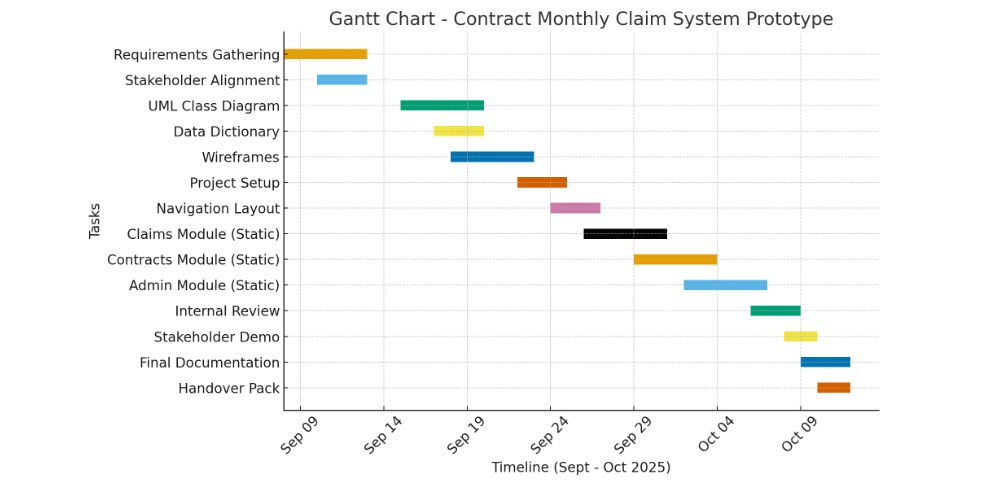 Gantt Chart - Contract Monthly Claim System Prototype
Requirements Gathering
Stakeholder Alignment
UML Class Diagram
Data Dictionary
Wireframes
Project Setup
Navigation Layout
Claims Module (Static)
Contracts Module (Static)
Admin Module (Static)
Internal Review
Stakeholder Demo
Final Documentation
Handover Pack
Tasks
Sep 09
Sep 14
Sep 19
Sep 24
Sep 29
Oct 04
Oct 09
Timeline (Sept - Oct 2025)